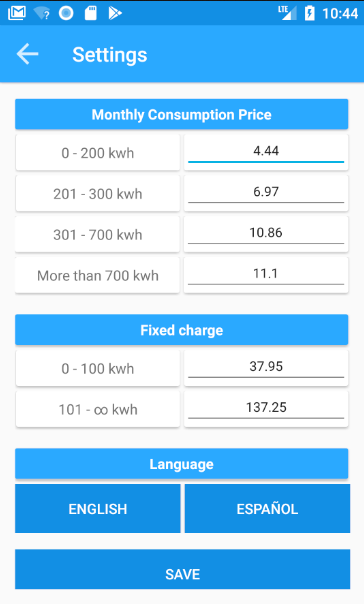 LTE 10:44
Settings
Monthly Consumption Price
0 - 200 kwh 4.44
201 - 300 kwh 6.97
301 - 700 kwh 10.86
More than 700 kwh 11.1
Fixed charge
0 - 100 kwh 37.95
101 - ∞ kwh 137.25
Language
ENGLISH ESPAÑOL
SAVE